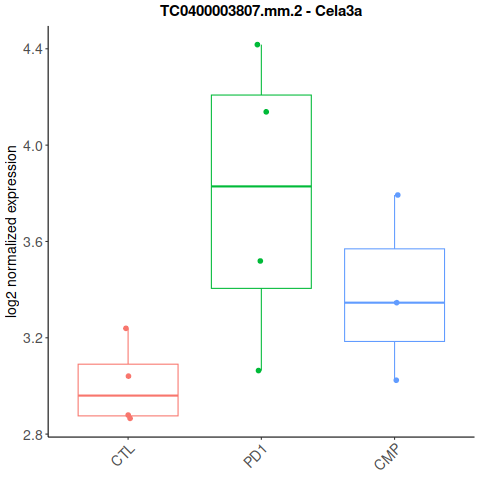 TC0400003807.mm.2 - Cela3a
log2 normalized expression
4.4
4.0
3.6
3.2
2.8
CTL
PD1
CMP